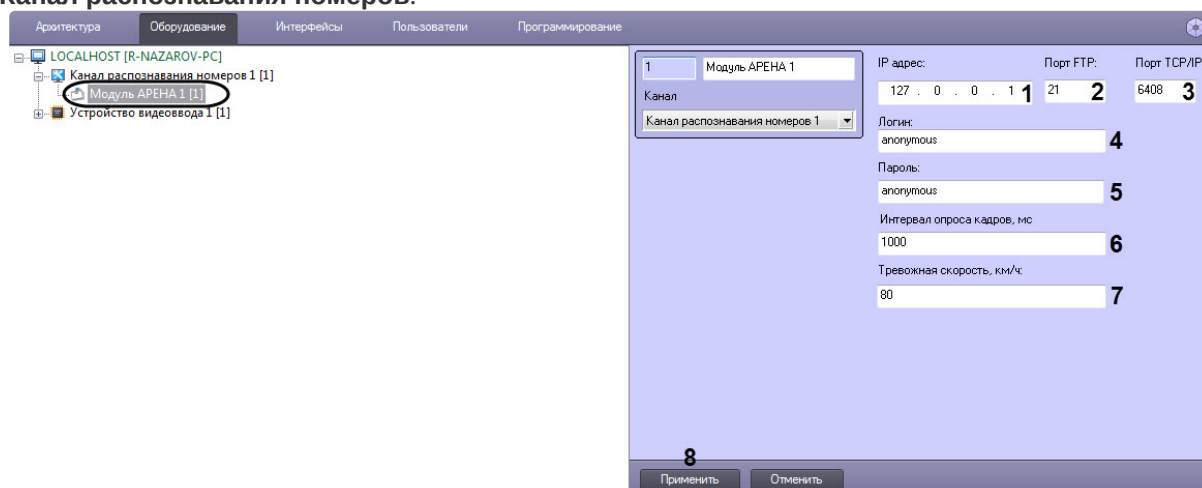 Канал распознавания номеров.
Архитектура Оборудование Интерфейсы Пользователи Программирование
LOCALHOST [R-NAZAROV-PC]
Канал распознавания номеров 1 [1]
Модуль АРЕНА 1 [1]
Устройство видеоввода 1 [1]
1 Модуль АРЕНА 1
Канал
Канал распознавания номеров 1
IP адрес: Порт FTP: Порт TCP/IP
127 . 0 . 0 . 1 1 21 2 6408 3
Логин:
anonymous 4
Пароль:
anonymous 5
Интервал опроса кадров, мс
1000 6
Тревожная скорость, км/ч:
80 7
8
Применить Отменить